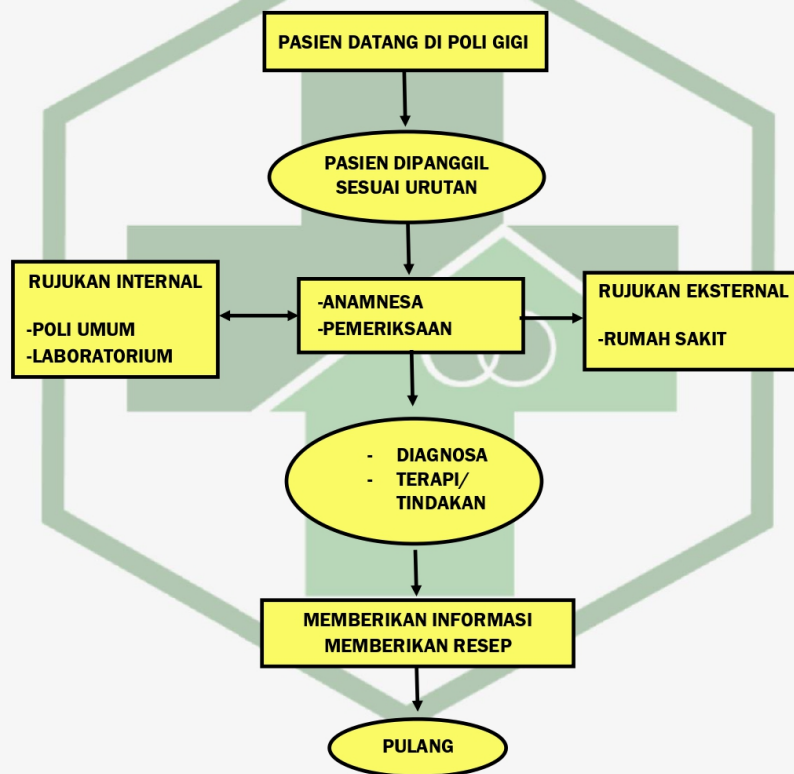 PASIEN DATANG DI POLI GIGI
PASIEN DIPANGGIL
SESUAI URUTAN
RUJUKAN INTERNAL
-POLI UMUM
-LABORATORIUM
-ANAMNESA
-PEMERIKSAAN
RUJUKAN EKSTERNAL
-RUMAH SAKIT
- DIAGNOSA
- TERAPI/
TINDAKAN
MEMBERIKAN INFORMASI
MEMBERIKAN RESEP
PULANG